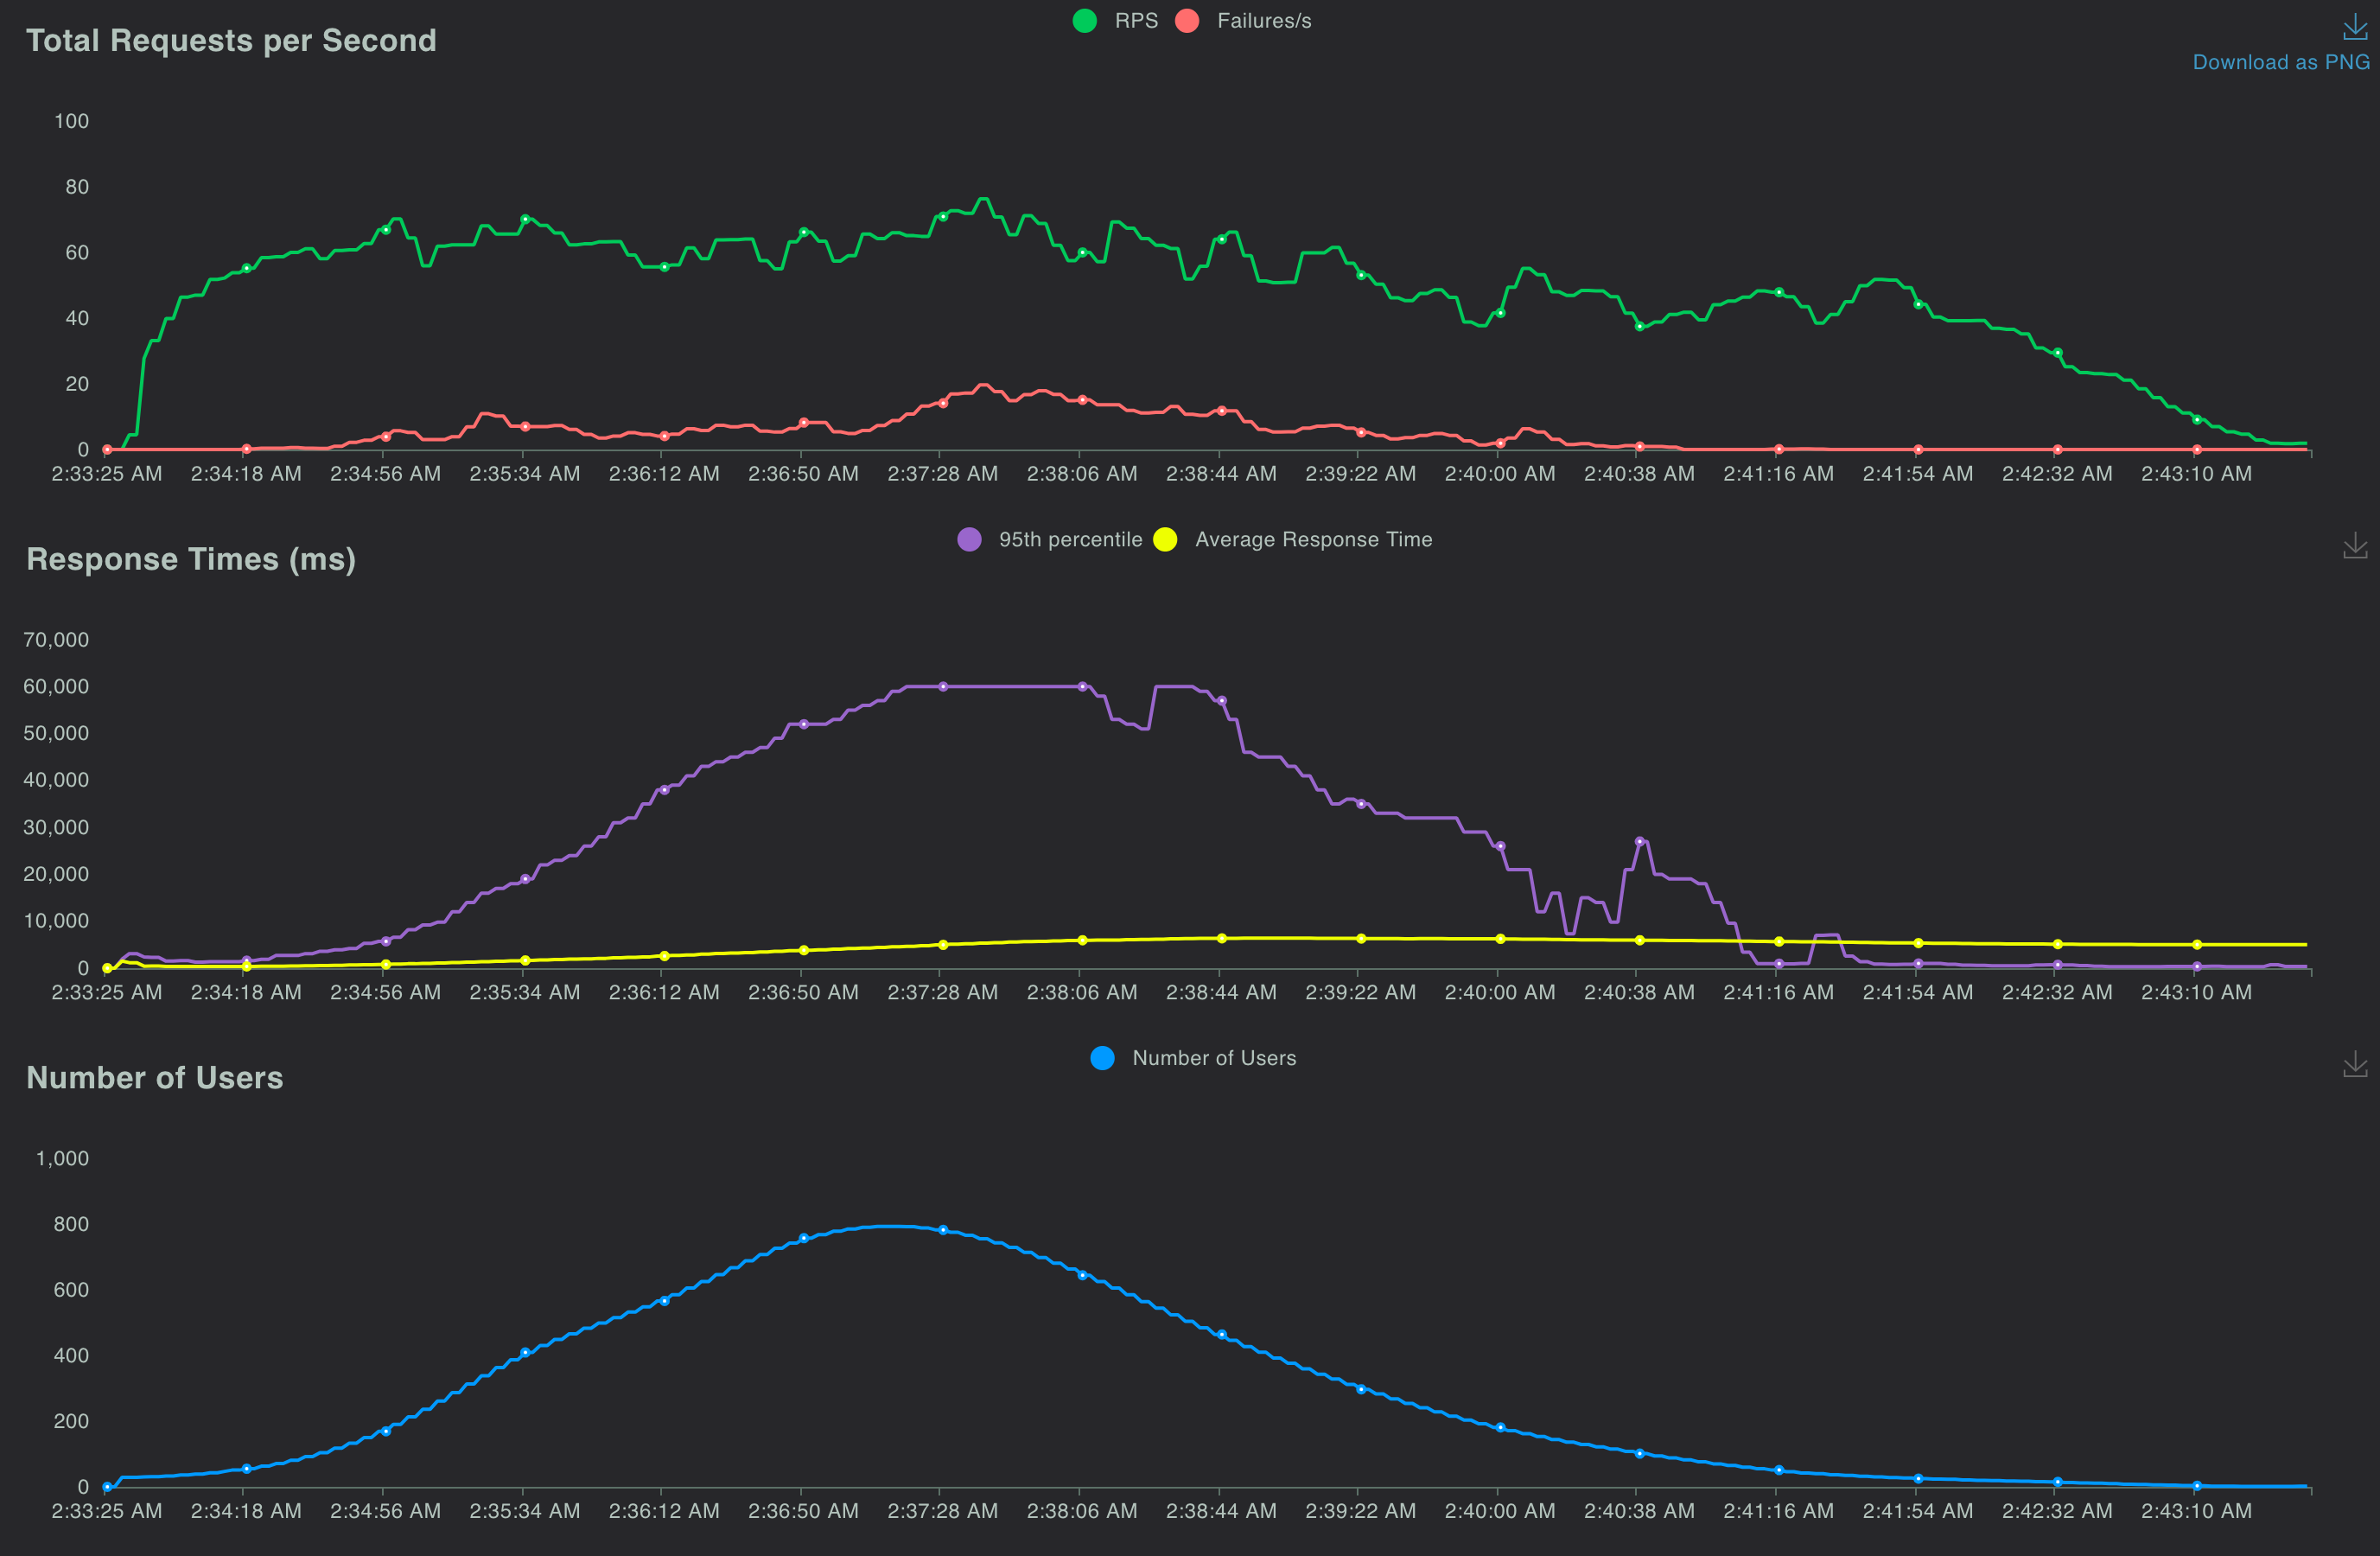 RPS Failures/s
Total Requests per Second
Download as PNG
100
80
60
40
20
0
2:33:25 AM 2:34:18 AM 2:34:56 AM 2:35:34 AM 2:36:12 AM 2:36:50 AM 2:37:28 AM 2:38:06 AM 2:38:44 AM 2:39:22 AM 2:40:00 AM 2:40:38 AM 2:41:16 AM 2:41:54 AM 2:42:32 AM 2:43:10 AM
95th percentile Average Response Time
Response Times (ms)
70,000
60,000
50,000
40,000
30,000
20,000
10,000
0
2:33:25 AM 2:34:18 AM 2:34:56 AM 2:35:34 AM 2:36:12 AM 2:36:50 AM 2:37:28 AM 2:38:06 AM 2:38:44 AM 2:39:22 AM 2:40:00 AM 2:40:38 AM 2:41:16 AM 2:41:54 AM 2:42:32 AM 2:43:10 AM
Number of Users
Number of Users
1,000
800
600
400
200
0
2:33:25 AM 2:34:18 AM 2:34:56 AM 2:35:34 AM 2:36:12 AM 2:36:50 AM 2:37:28 AM 2:38:06 AM 2:38:44 AM 2:39:22 AM 2:40:00 AM 2:40:38 AM 2:41:16 AM 2:41:54 AM 2:42:32 AM 2:43:10 AM